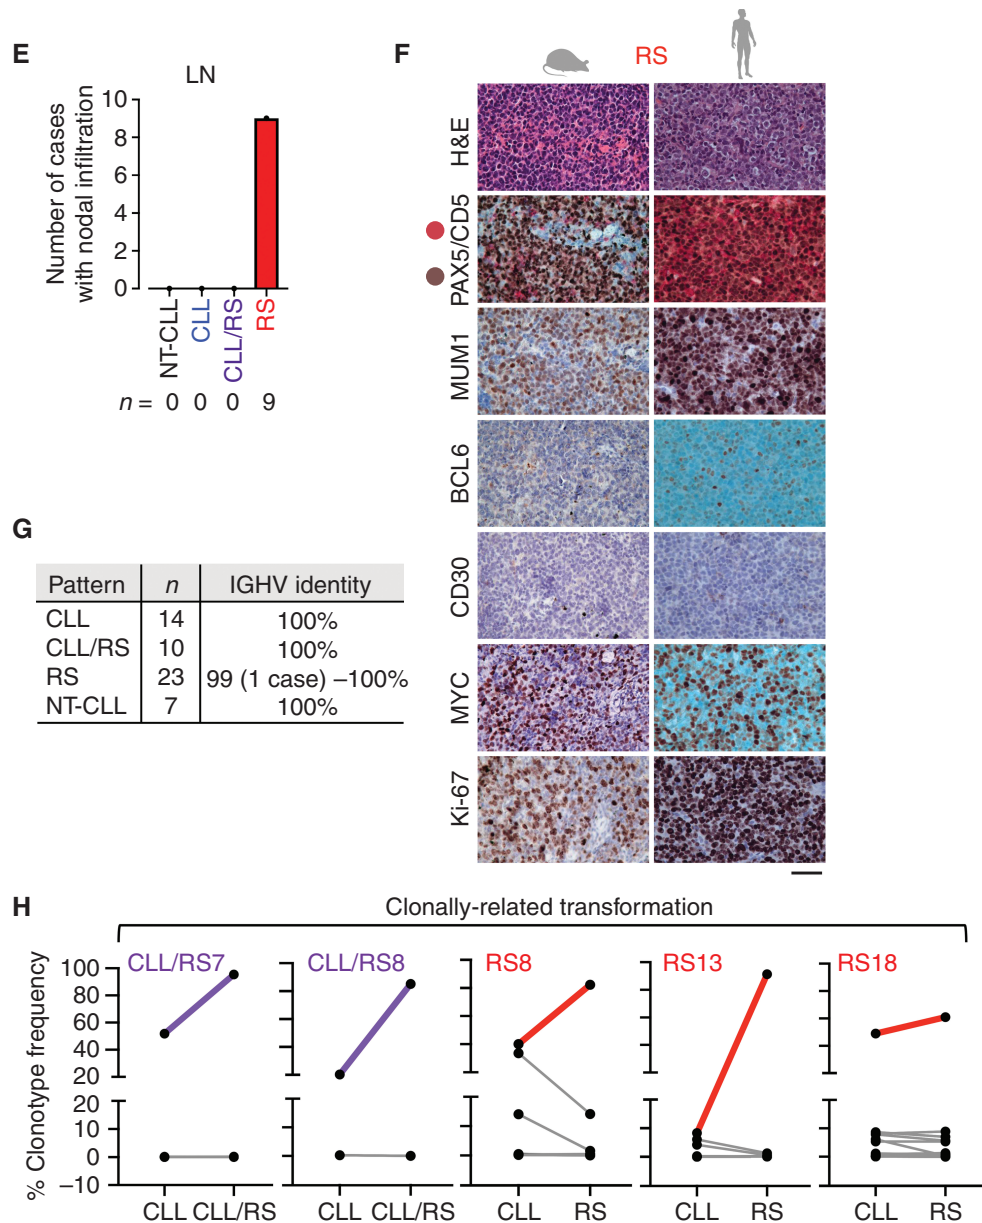 E
LN
Number of cases
with nodal infiltration
10
8
6
4
2
0
NT-CLL
CLL
CLL/RS
RS
n = 0 0 0 9
F
RS
H&E
PAX5/CD5
MUM1
BCL6
CD30
MYC
Ki-67
G
Pattern n IGHV identity
CLL 14 100%
CLL/RS 10 100%
RS 23 99 (1 case) –100%
NT-CLL 7 100%
H
Clonally-related transformation
CLL/RS7 CLL/RS8 RS8 RS13 RS18
% Clonotype frequency
100
80
60
40
20
20
10
0
–10
CLL CLL/RS CLL CLL/RS CLL RS CLL RS CLL RS